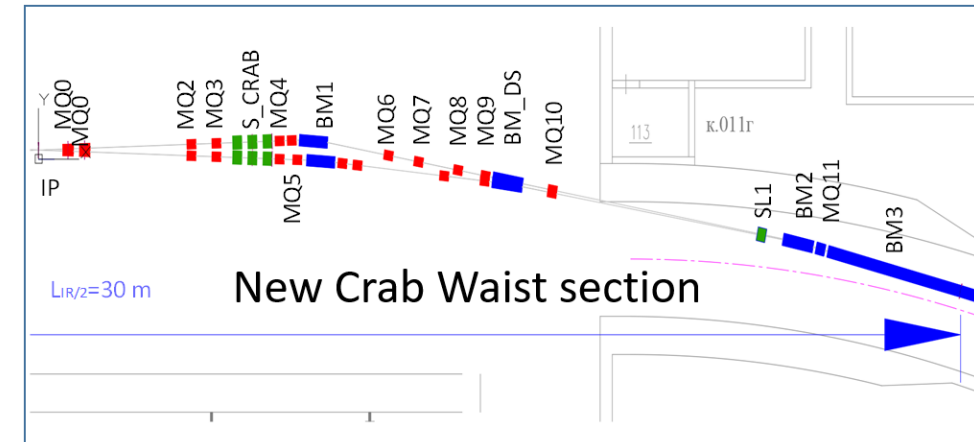 Y
MQ0
MQ0
MQ2
MQ3
S_CRAB
MQ4
BM1
MQ6
MQ7
MQ8
MQ9
BM_DS
MQ10
113
к.011г
IP
MQ5
SL1
BM2
MQ11
BM3
LIR/2=30 m
New Crab Waist section